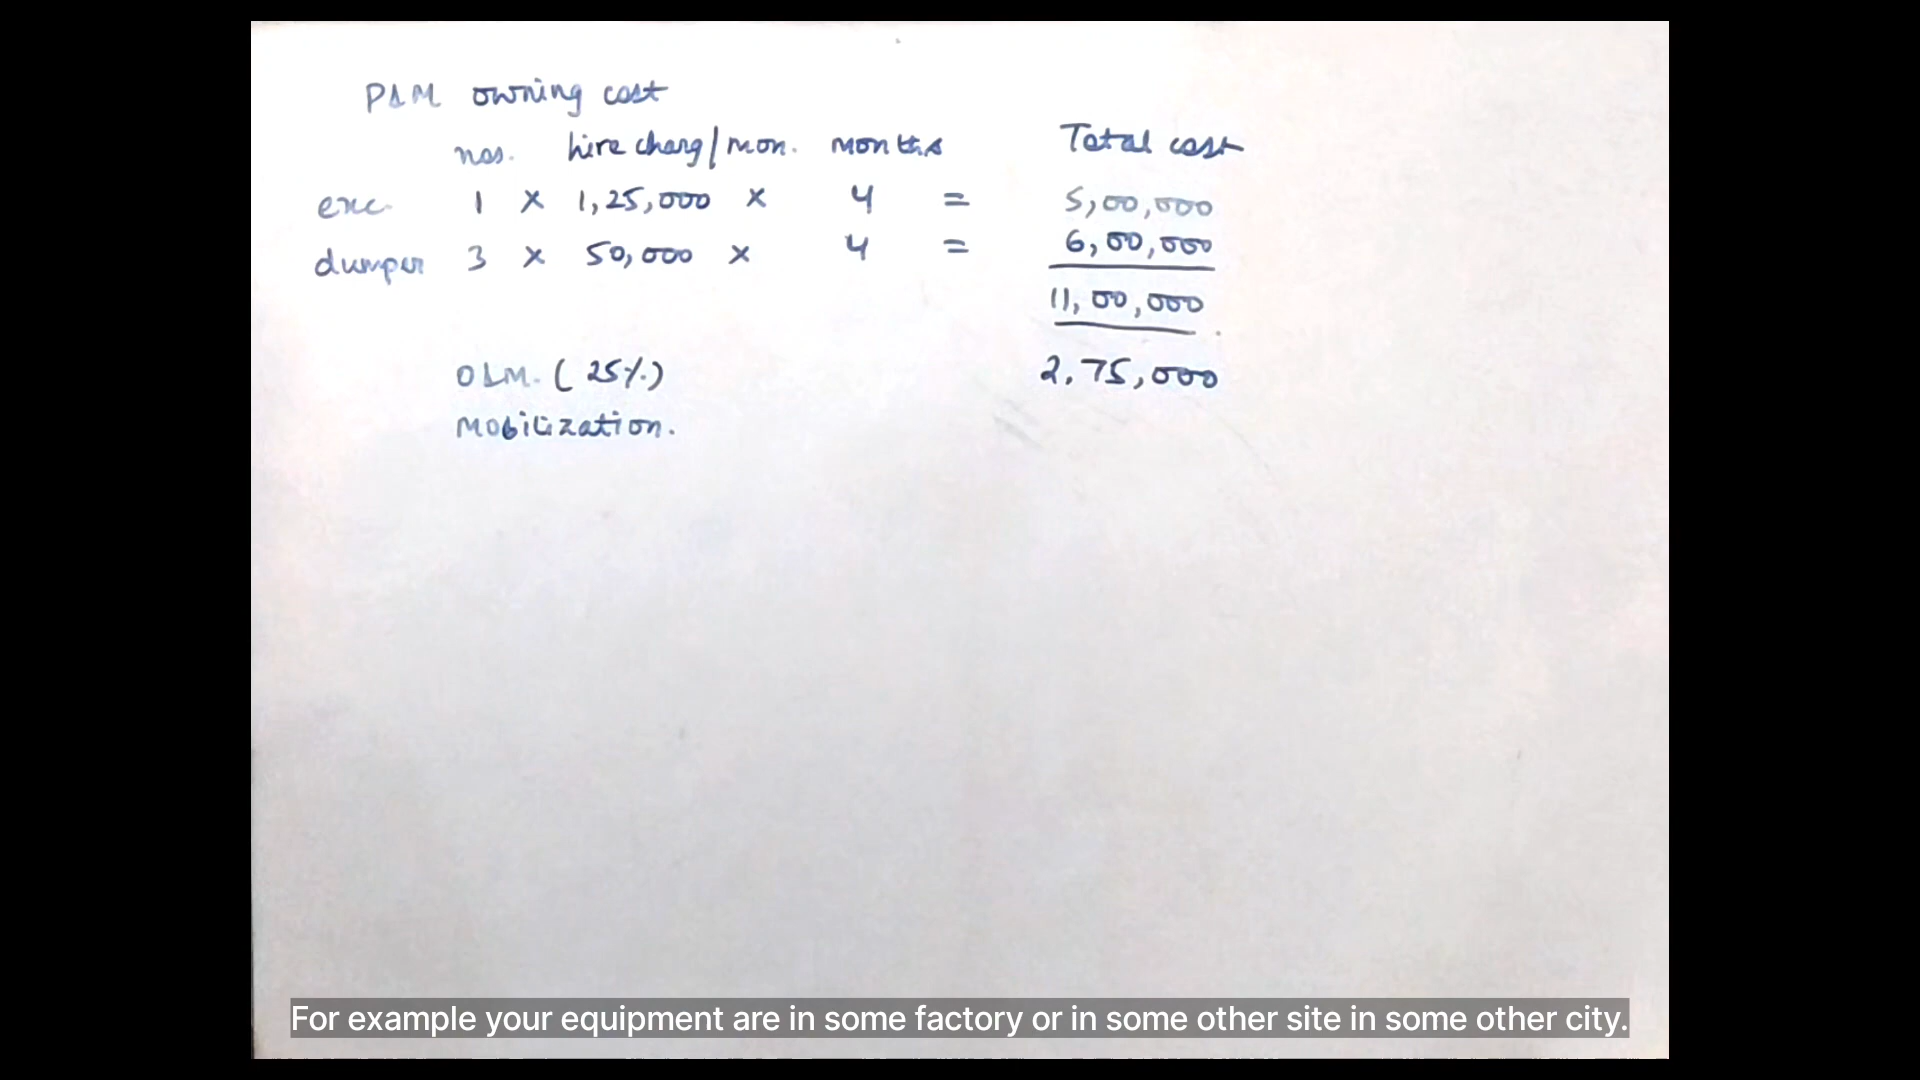 P&M owning cost
nos. hire charg/mon. months Total cost
exc. 1 x 1,25,000 x 4 = 5,00,000
dumper 3 x 50,000 x 4 = 6,00,000
11,00,000
O&M. (25%) 2,75,000
Mobilization.
For example your equipment are in some factory or in some other site in some other city.